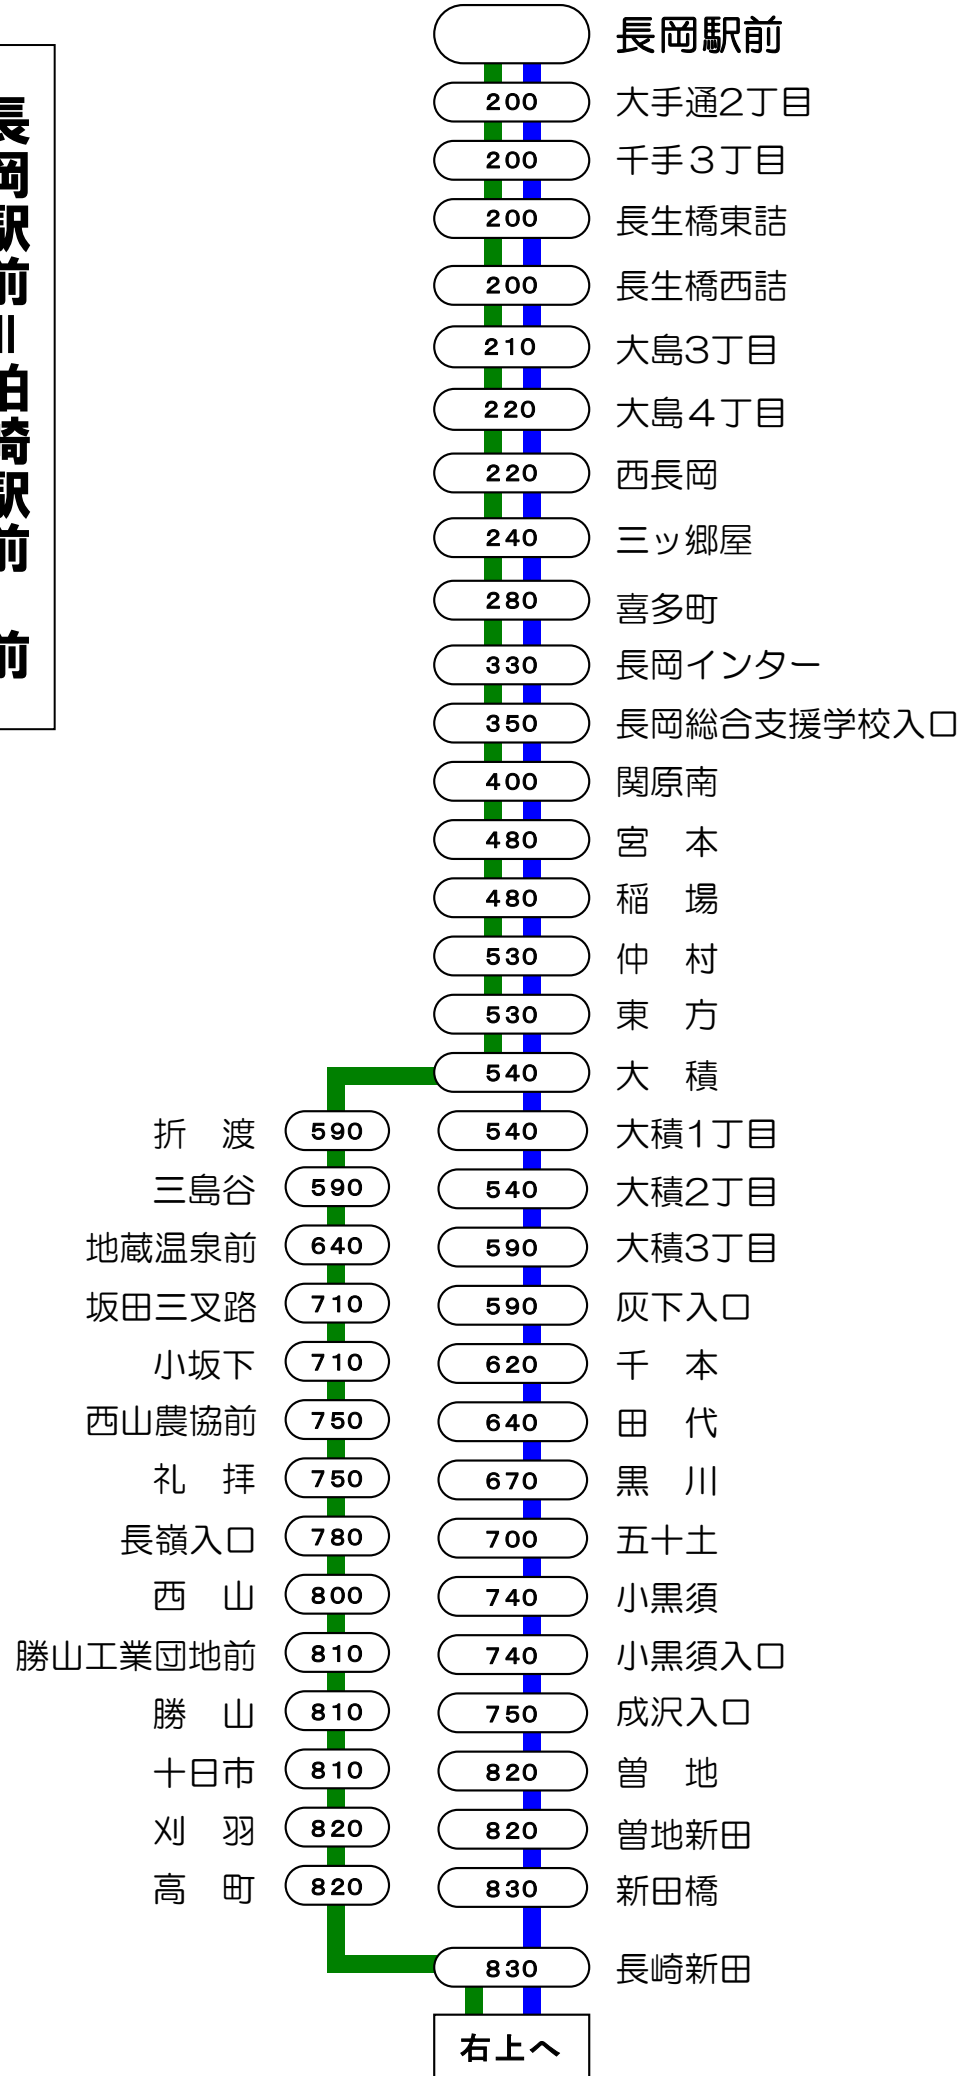 長岡駅前＝柏崎駅前　前
長岡駅前
200 大手通2丁目
200 千手３丁目
200 長生橋東詰
200 長生橋西詰
210 大島3丁目
220 大島４丁目
220 西長岡
240 三ッ郷屋
280 喜多町
330 長岡インター
350 長岡総合支援学校入口
400 関原南
480 宮　本
480 稲　場
530 仲　村
530 東　方
540 大　積
折　渡 590 540 大積1丁目
三島谷 590 540 大積2丁目
地蔵温泉前 640 590 大積3丁目
坂田三叉路 710 590 灰下入口
小坂下 710 620 千　本
西山農協前 750 640 田　代
礼　拝 750 670 黒　川
長嶺入口 780 700 五十土
西　山 800 740 小黒須
勝山工業団地前 810 740 小黒須入口
勝　山 810 750 成沢入口
十日市 810 820 曽　地
刈　羽 820 820 曽地新田
高　町 820 830 新田橋
830 長崎新田
右上へ